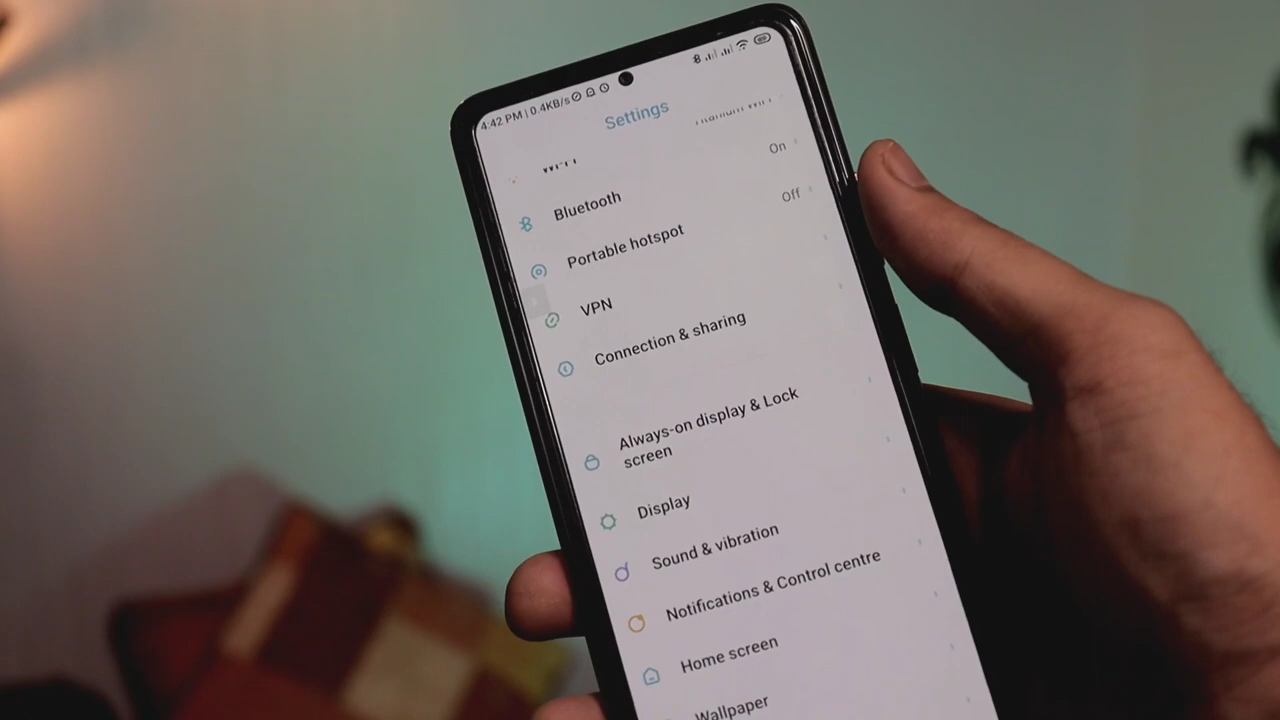 4:42 PM | 0.4KB/s
Settings
On
Bluetooth
Off
Portable hotspot
VPN
Connection & sharing
Always-on display & Lock
screen
Display
Sound & vibration
Notifications & Control centre
Home screen
Wallpaper